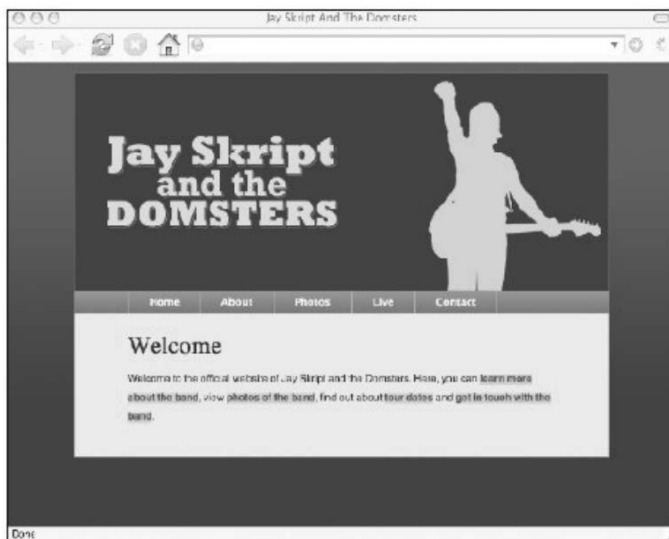 Jay Skript And The Domsters
Jay Skript
and the
DOMSTERS
Home About Photos Live Contact
Welcome
Welcome to the official website of Jay Skript and the Domsters. Here, you can learn more
about the band, view photos of the band, find out about tour dates and get in touch with the
band.
Done